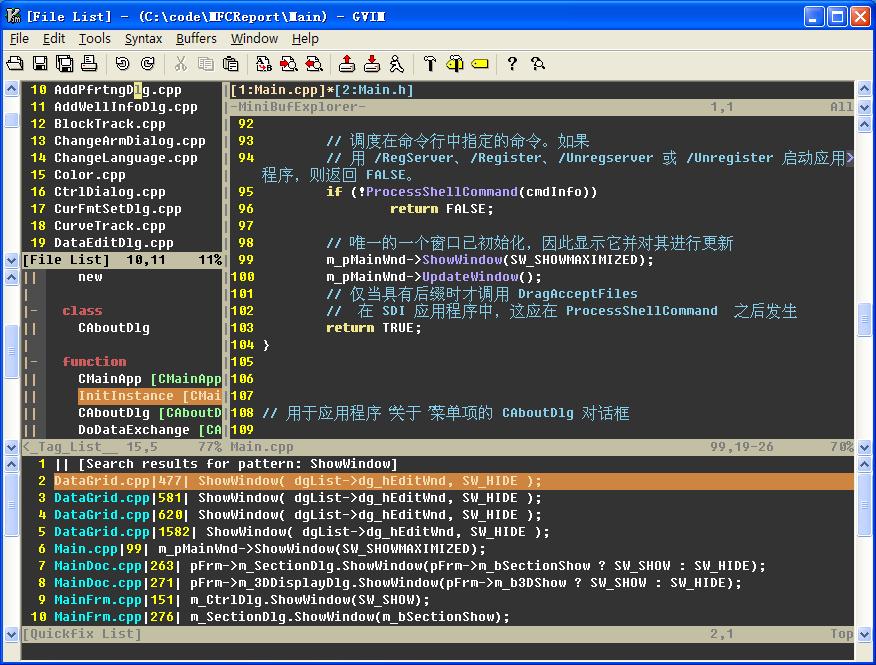 [File List] - (C:\code\MFCReport\Main) - GVIM
File Edit Tools Syntax Buffers Window Help
10 AddPfrtngDlg.cpp
11 AddWellInfoDlg.cpp
12 BlockTrack.cpp
13 ChangeArmDialog.cpp
14 ChangeLanguage.cpp
15 Color.cpp
16 CtrlDialog.cpp
17 CurFmtSetDlg.cpp
18 CurveTrack.cpp
19 DataEditDlg.cpp
[File List] 10,11 11%
|| new
|
|- class
|| CAboutDlg
|
|- function
|| CMainApp [CMainApp
|| InitInstance [CMai
|| CAboutDlg [CAboutD
|| DoDataExchange [CA
<_Tag_List__ 15,5 77%
[1:Main.cpp]*[2:Main.h]
-MiniBufExplorer- 1,1 All
92
93 // 调度在命令行中指定的命令。如果
94 // 用 /RegServer、/Register、/Unregserver 或 /Unregister 启动应用>
程序，则返回 FALSE。
95 if (!ProcessShellCommand(cmdInfo))
96 return FALSE;
97
98 // 唯一的一个窗口已初始化，因此显示它并对其进行更新
99 m_pMainWnd->ShowWindow(SW_SHOWMAXIMIZED);
100 m_pMainWnd->UpdateWindow();
101 // 仅当具有后缀时才调用 DragAcceptFiles
102 //  在 SDI 应用程序中，这应在 ProcessShellCommand  之后发生
103 return TRUE;
104 }
105
106
107
108 // 用于应用程序“关于”菜单项的 CAboutDlg 对话框
109
Main.cpp 99,19-26 70%
1 || [Search results for pattern: ShowWindow]
2 DataGrid.cpp|477| ShowWindow( dgList->dg_hEditWnd, SW_HIDE );
3 DataGrid.cpp|581| ShowWindow( dgList->dg_hEditWnd, SW_HIDE );
4 DataGrid.cpp|620| ShowWindow( dgList->dg_hEditWnd, SW_HIDE );
5 DataGrid.cpp|1582| ShowWindow( dgList->dg_hEditWnd, SW_HIDE );
6 Main.cpp|99| m_pMainWnd->ShowWindow(SW_SHOWMAXIMIZED);
7 MainDoc.cpp|263| pFrm->m_SectionDlg.ShowWindow(pFrm->m_bSectionShow ? SW_SHOW : SW_HIDE);
8 MainDoc.cpp|271| pFrm->m_3DDisplayDlg.ShowWindow(pFrm->m_b3DShow ? SW_SHOW : SW_HIDE);
9 MainFrm.cpp|151| m_CtrlDlg.ShowWindow(SW_SHOW);
10 MainFrm.cpp|276| m_SectionDlg.ShowWindow(m_bSectionShow);
[Quickfix List] 2,1 Top